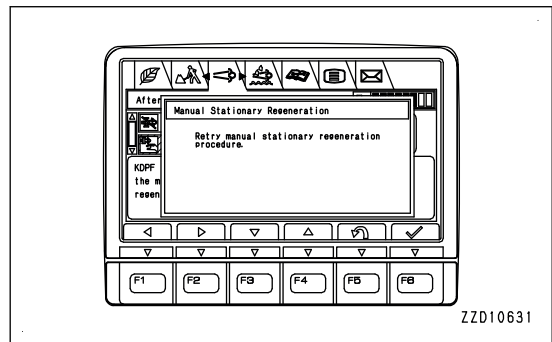 After
Manual Stationary Regeneration
Retry manual stationary regeneration
procedure.
KDPF
the m
regen
F1 F2 F3 F4 F5 F6
ZZD10631